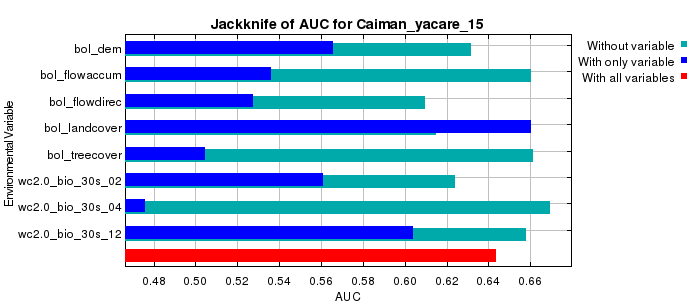 Jackknife of AUC for Caiman_yacare_15
Environmental Variable
bol_dem
bol_flowaccum
bol_flowdirec
bol_landcover
bol_treecover
wc2.0_bio_30s_02
wc2.0_bio_30s_04
wc2.0_bio_30s_12
0.48 0.50 0.52 0.54 0.56 0.58 0.60 0.62 0.64 0.66
AUC
Without variable
With only variable
With all variables